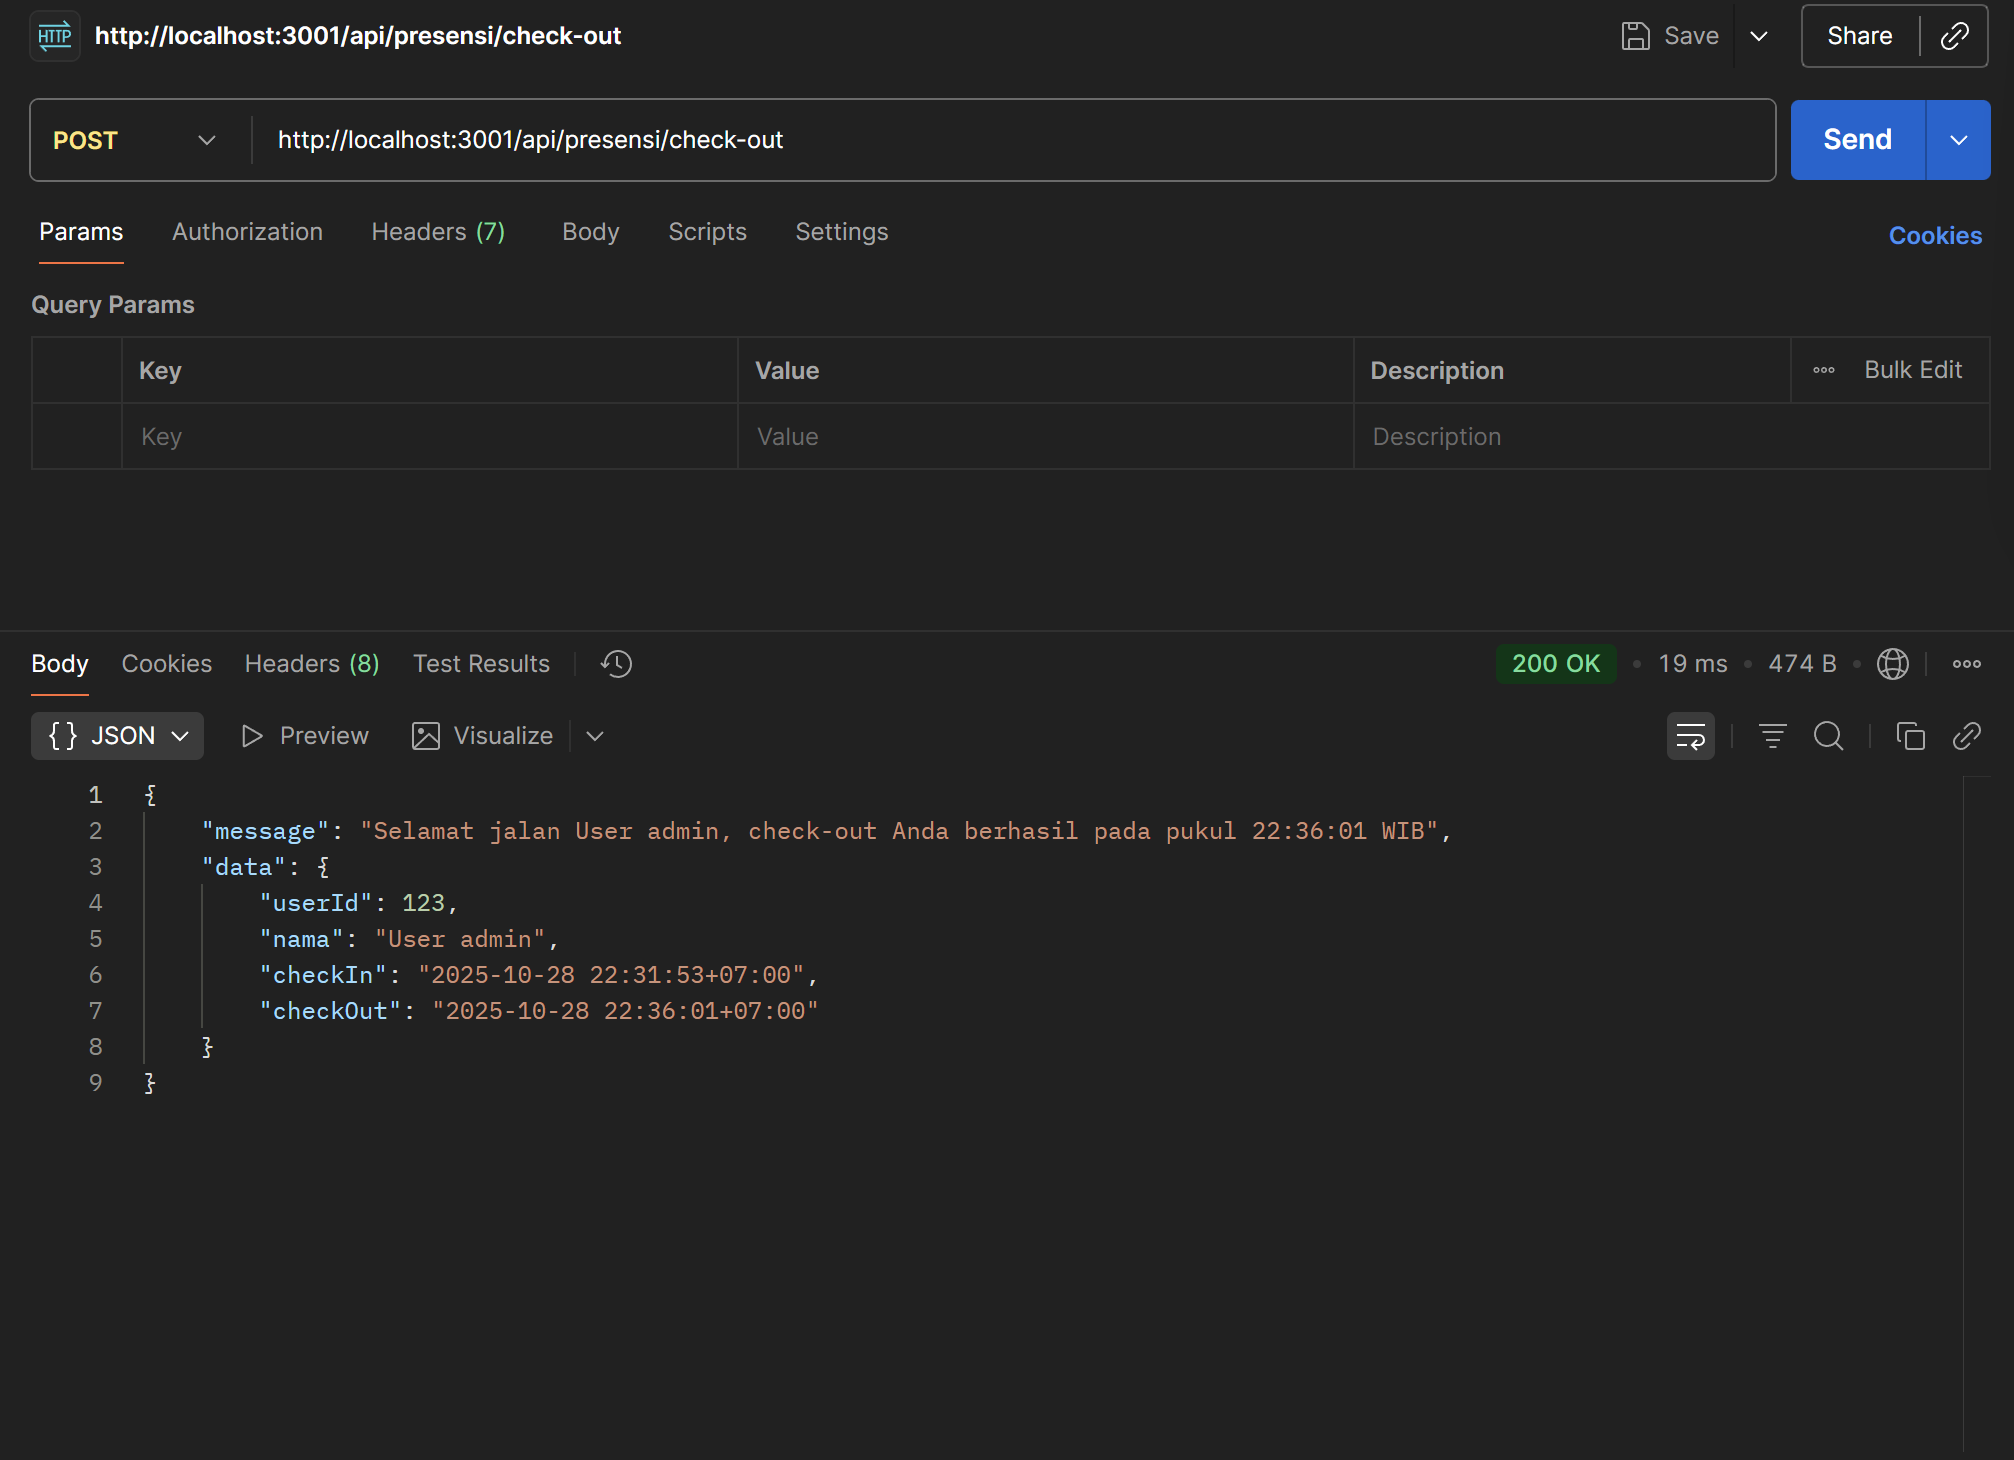 HTTP http://localhost:3001/api/presensi/check-out Save Share
POST http://localhost:3001/api/presensi/check-out Send
Params Authorization Headers (7) Body Scripts Settings Cookies
Query Params
Key Value Description Bulk Edit
Key Value Description
Body Cookies Headers (8) Test Results 200 OK • 19 ms • 474 B •
{} JSON Preview Visualize
1 {
2 "message": "Selamat jalan User admin, check-out Anda berhasil pada pukul 22:36:01 WIB",
3 "data": {
4 "userId": 123,
5 "nama": "User admin",
6 "checkIn": "2025-10-28 22:31:53+07:00",
7 "checkOut": "2025-10-28 22:36:01+07:00"
8 }
9 }